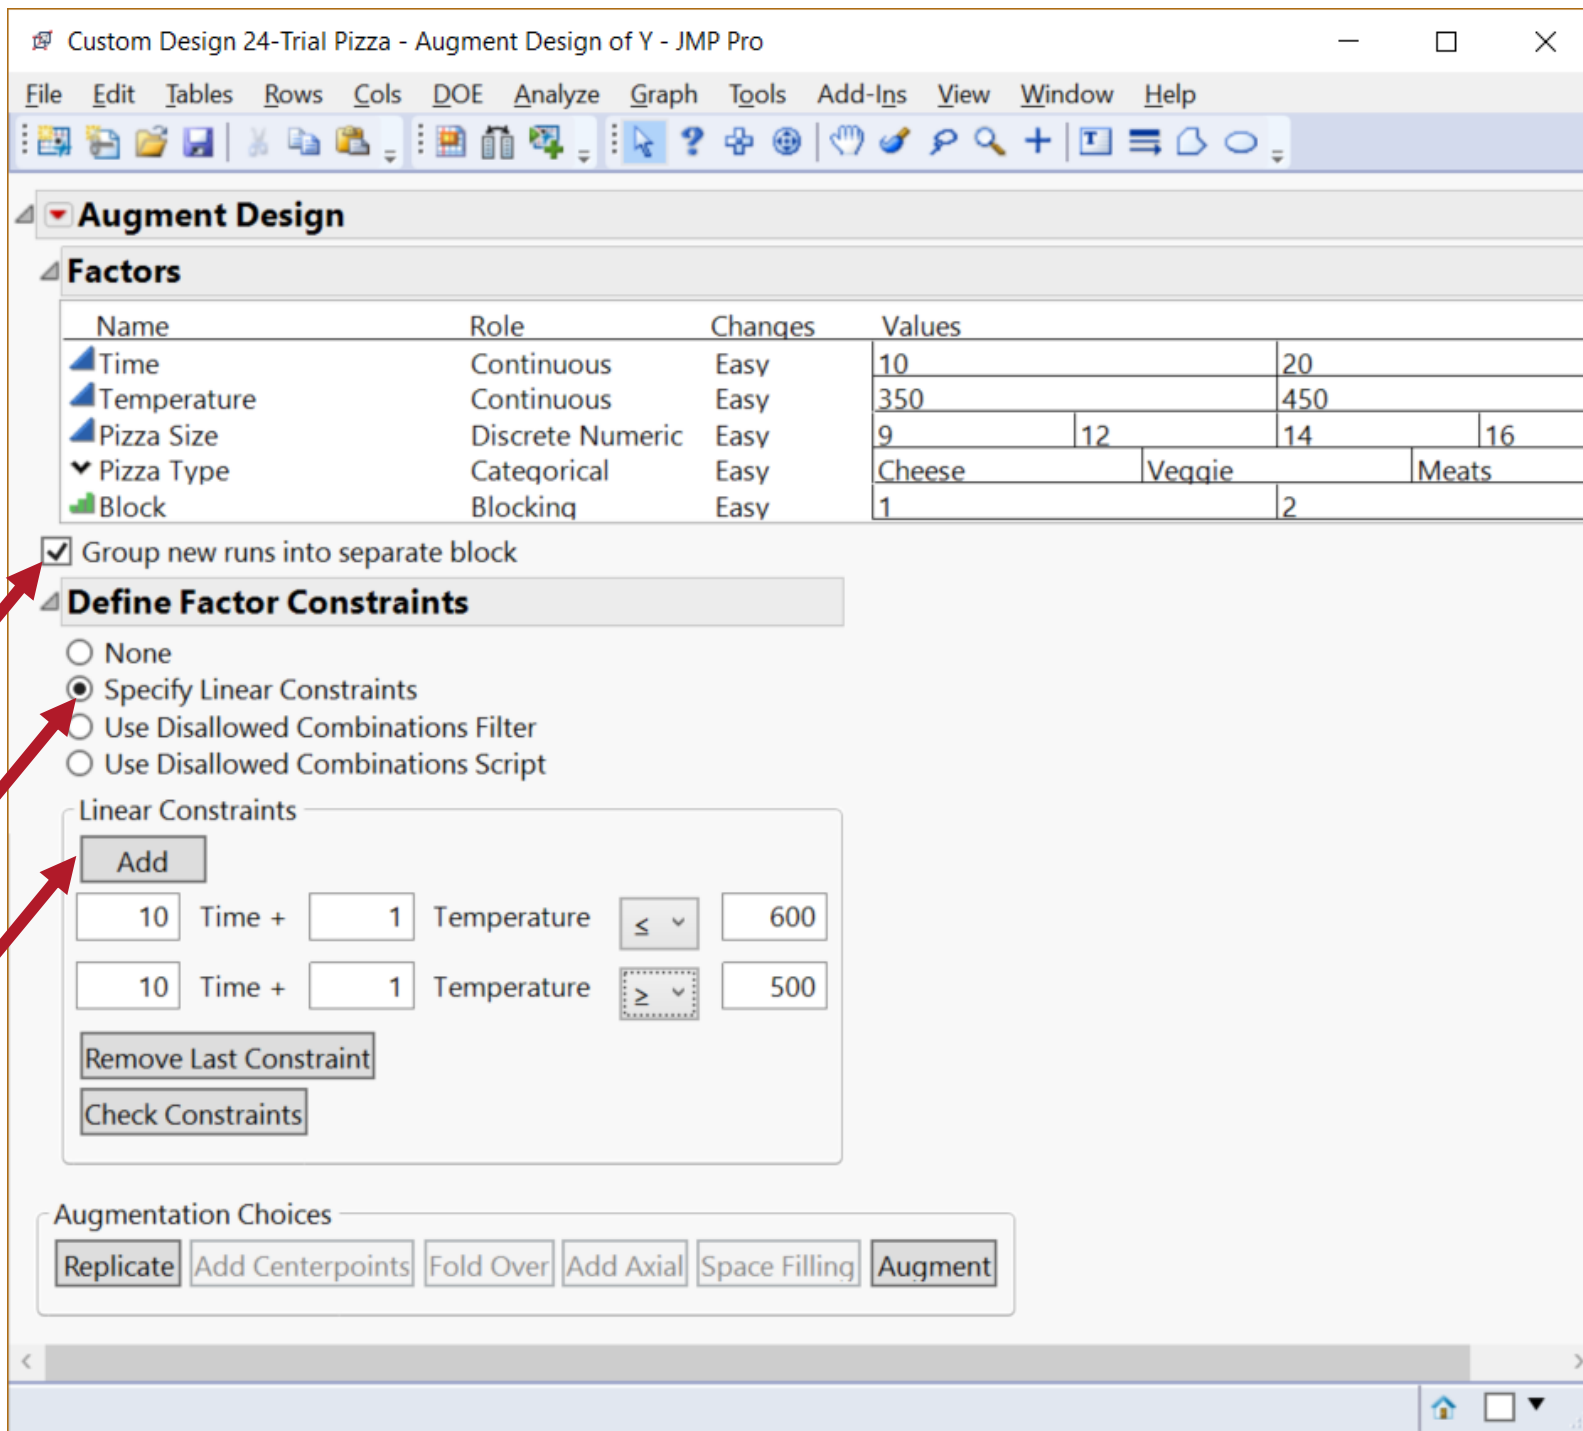 Custom Design 24-Trial Pizza - Augment Design of Y - JMP Pro
File Edit Tables Rows Cols DOE Analyze Graph Tools Add-Ins View Window Help
Augment Design
Factors
Name Role Changes Values
Time Continuous Easy 10 20
Temperature Continuous Easy 350 450
Pizza Size Discrete Numeric Easy 9 12 14 16
Pizza Type Categorical Easy Cheese Veggie Meats
Block Blocking Easy 1 2
Group new runs into separate block
Define Factor Constraints
None
Specify Linear Constraints
Use Disallowed Combinations Filter
Use Disallowed Combinations Script
Linear Constraints
Add
10 Time + 1 Temperature ≤ 600
10 Time + 1 Temperature ≥ 500
Remove Last Constraint
Check Constraints
Augmentation Choices
Replicate Add Centerpoints Fold Over Add Axial Space Filling Augment